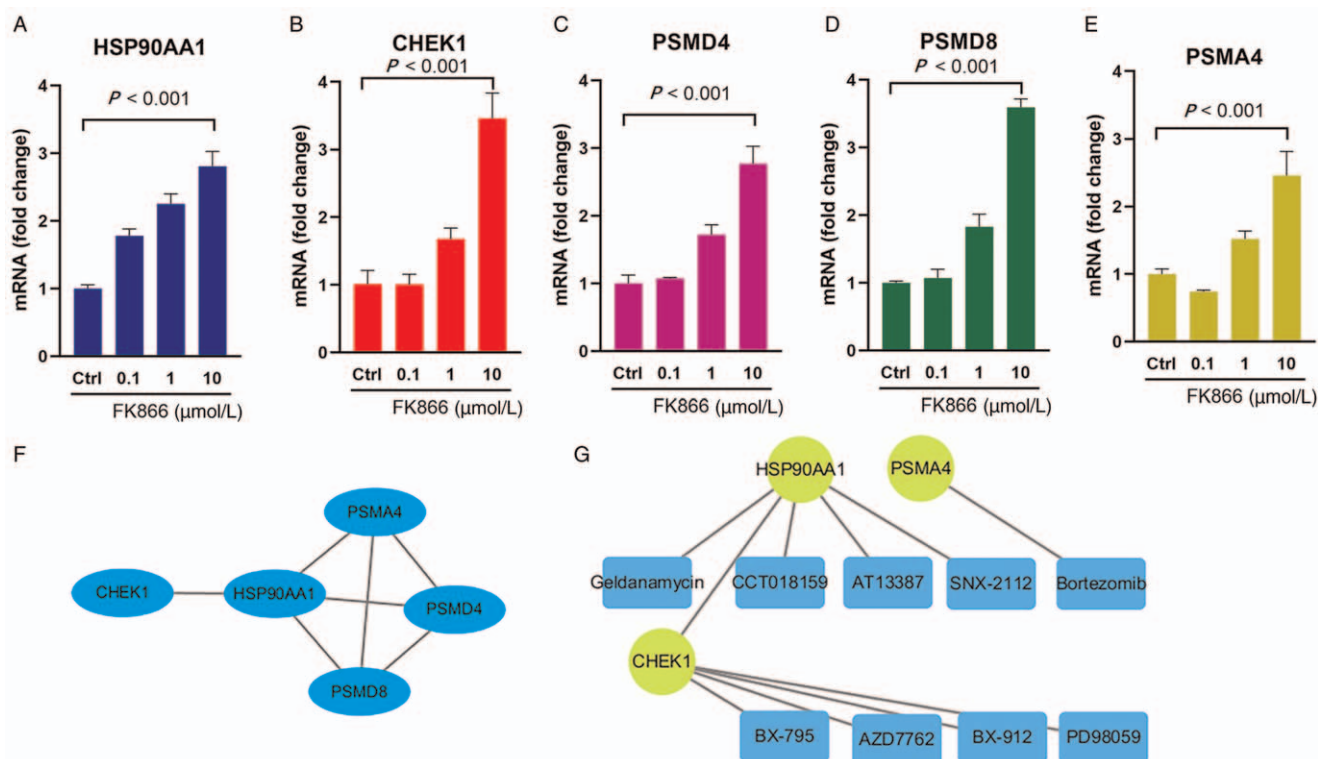 A
HSP90AA1
P < 0.001
mRNA (fold change)
4
3
2
1
0
Ctrl 0.1 1 10
FK866 (μmol/L)
B
CHEK1
P < 0.001
mRNA (fold change)
4
3
2
1
0
Ctrl 0.1 1 10
FK866 (μmol/L)
C
PSMD4
P < 0.001
mRNA (fold change)
4
3
2
1
0
Ctrl 0.1 1 10
FK866 (μmol/L)
D
PSMD8
P < 0.001
mRNA (fold change)
4
3
2
1
0
Ctrl 0.1 1 10
FK866 (μmol/L)
E
PSMA4
P < 0.001
mRNA (fold change)
4
3
2
1
0
Ctrl 0.1 1 10
FK866 (μmol/L)
F
PSMA4
CHEK1
HSP90AA1
PSMD4
PSMD8
G
HSP90AA1
PSMA4
Geldanamycin
CCT018159
AT13387
SNX-2112
Bortezomib
CHEK1
BX-795
AZD7762
BX-912
PD98059